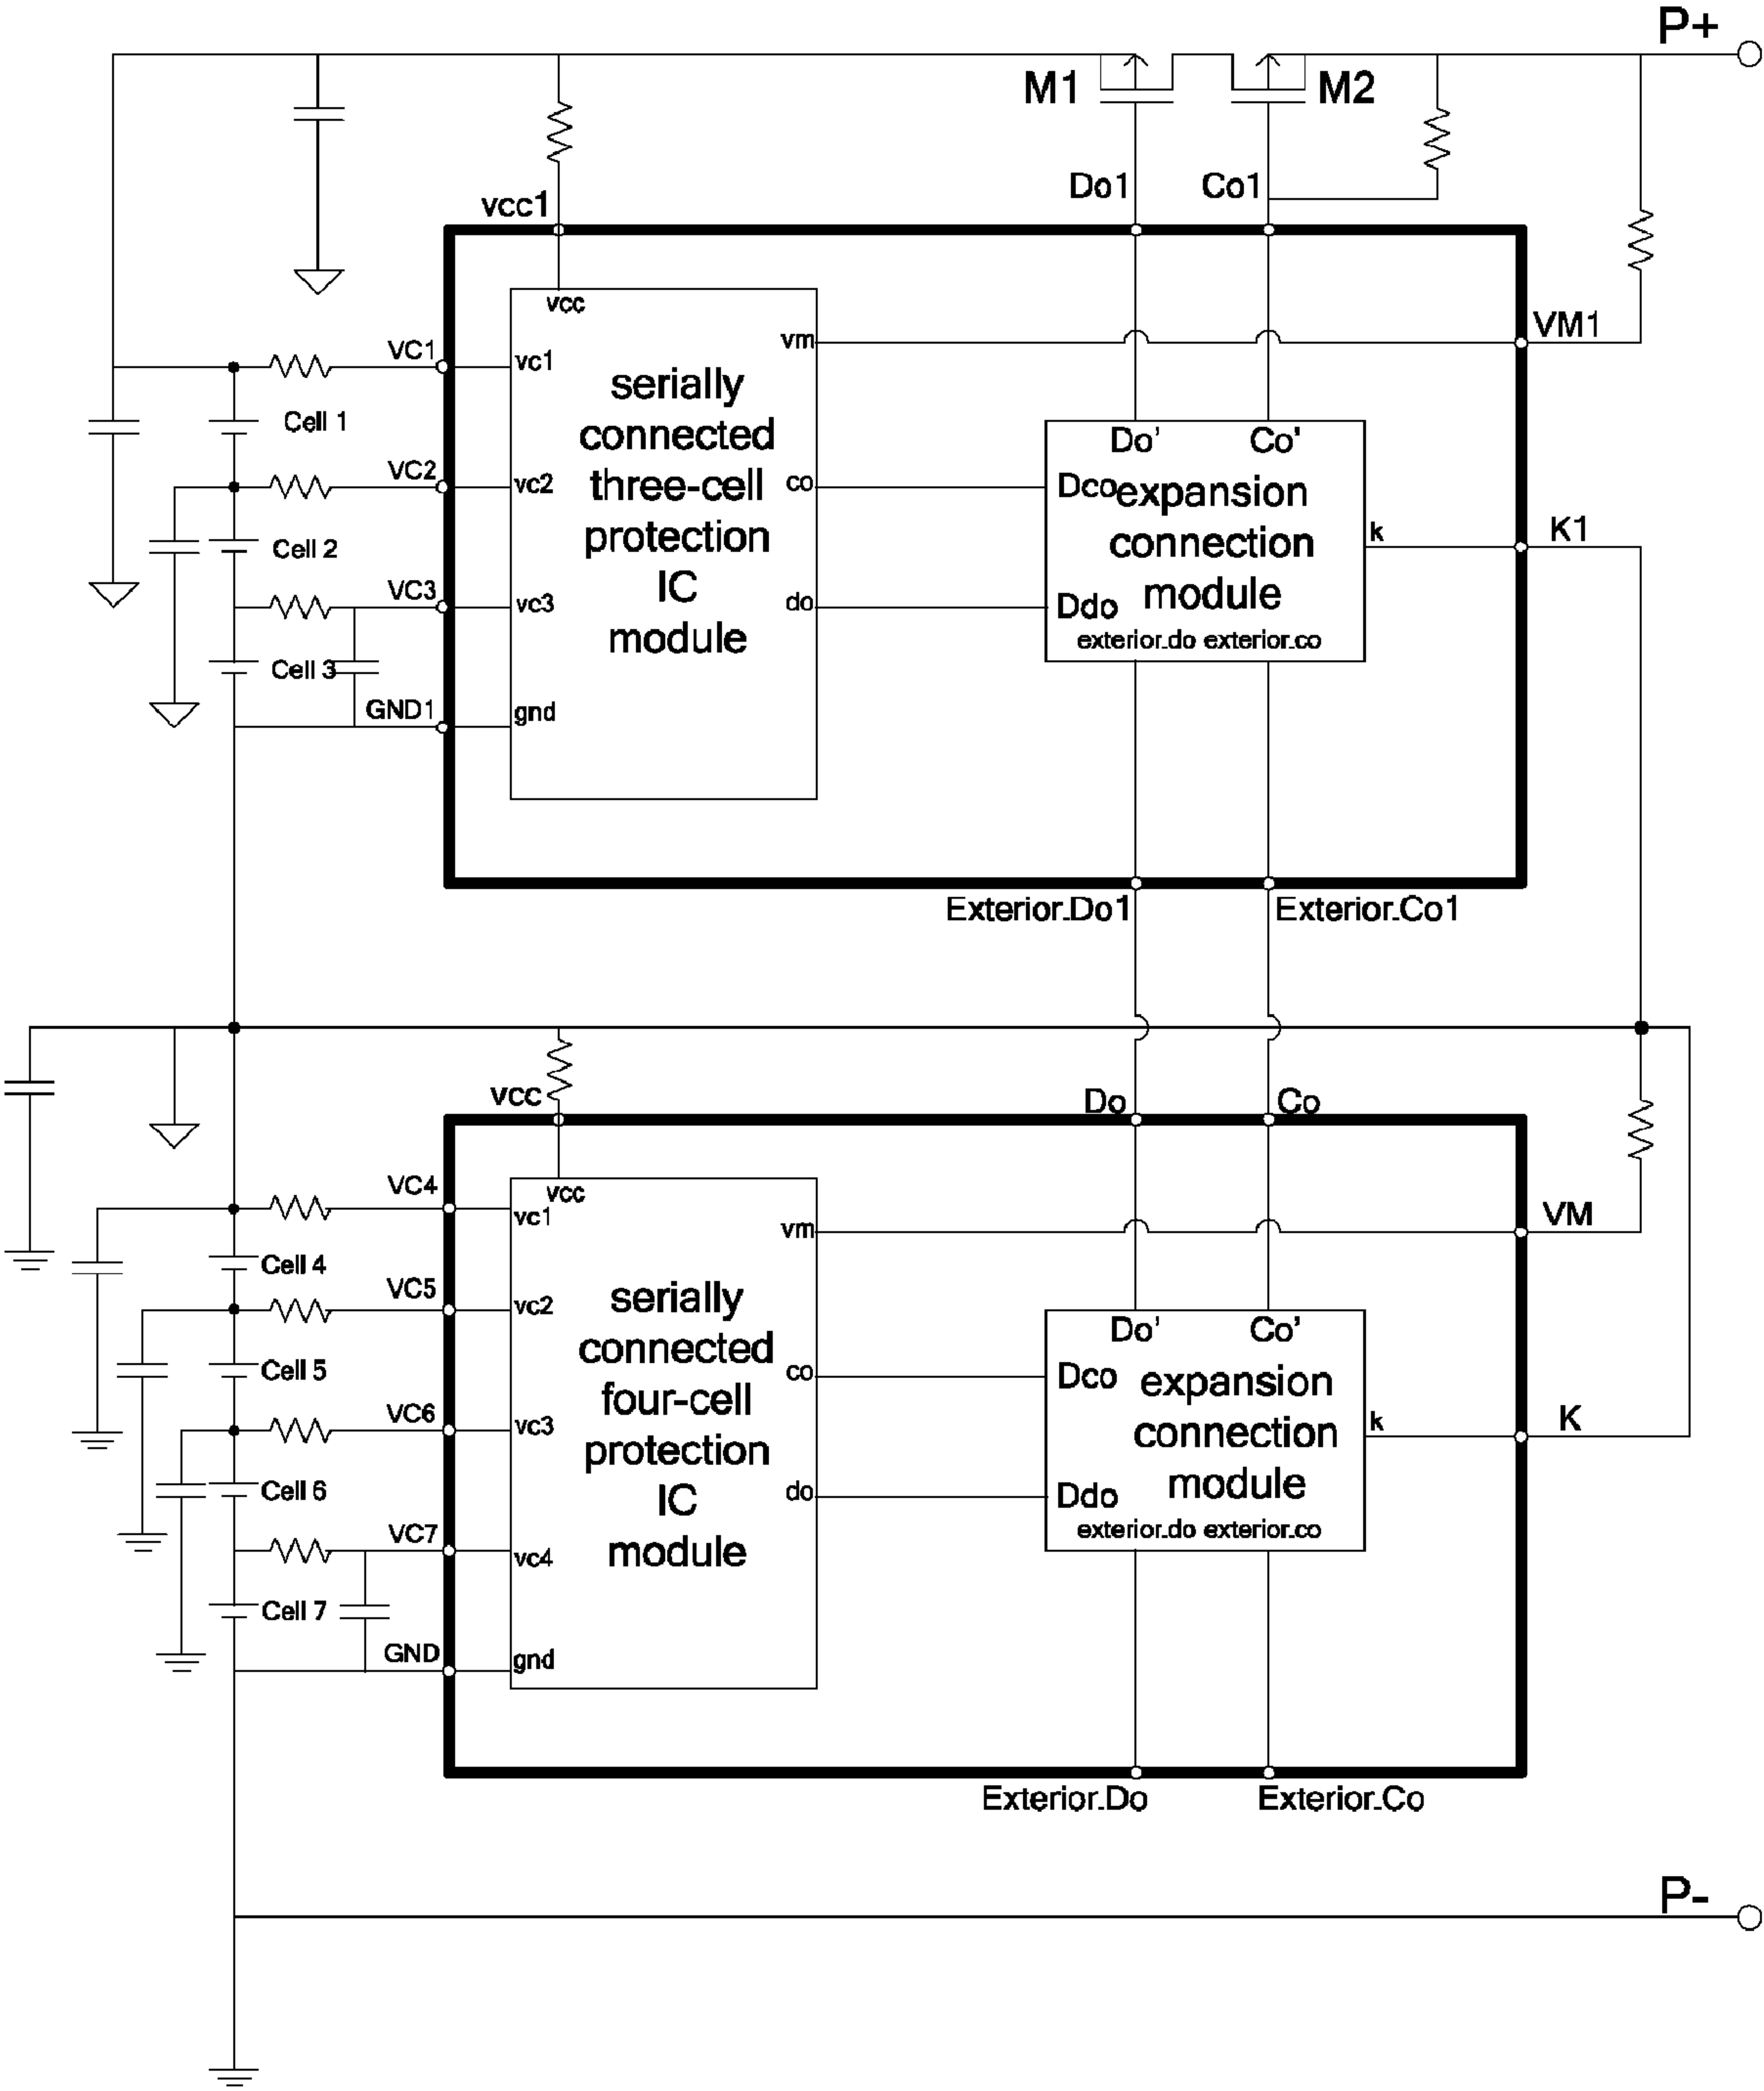 P+
M1
M2
Do1
Co1
vcc1
vcc
VM1
vm
VC1
vc1
serially
connected
three-cell
protection
IC
module
Cell 1
Do'
Co'
VC2
vc2
co
Dco
expansion
connection
module
k
K1
Cell 2
VC3
vc3
do
Ddo
exterior.do exterior.co
Cell 3
GND1
gnd
Exterior.Do1
Exterior.Co1
vcc
Do
Co
VC4
vcc
vc1
vm
VM
Cell 4
VC5
vc2
serially
connected
four-cell
protection
IC
module
Do'
Co'
Cell 5
co
Dco
expansion
connection
module
k
K
VC6
vc3
Cell 6
do
Ddo
exterior.do exterior.co
VC7
vc4
Cell 7
GND
gnd
Exterior.Do
Exterior.Co
P-